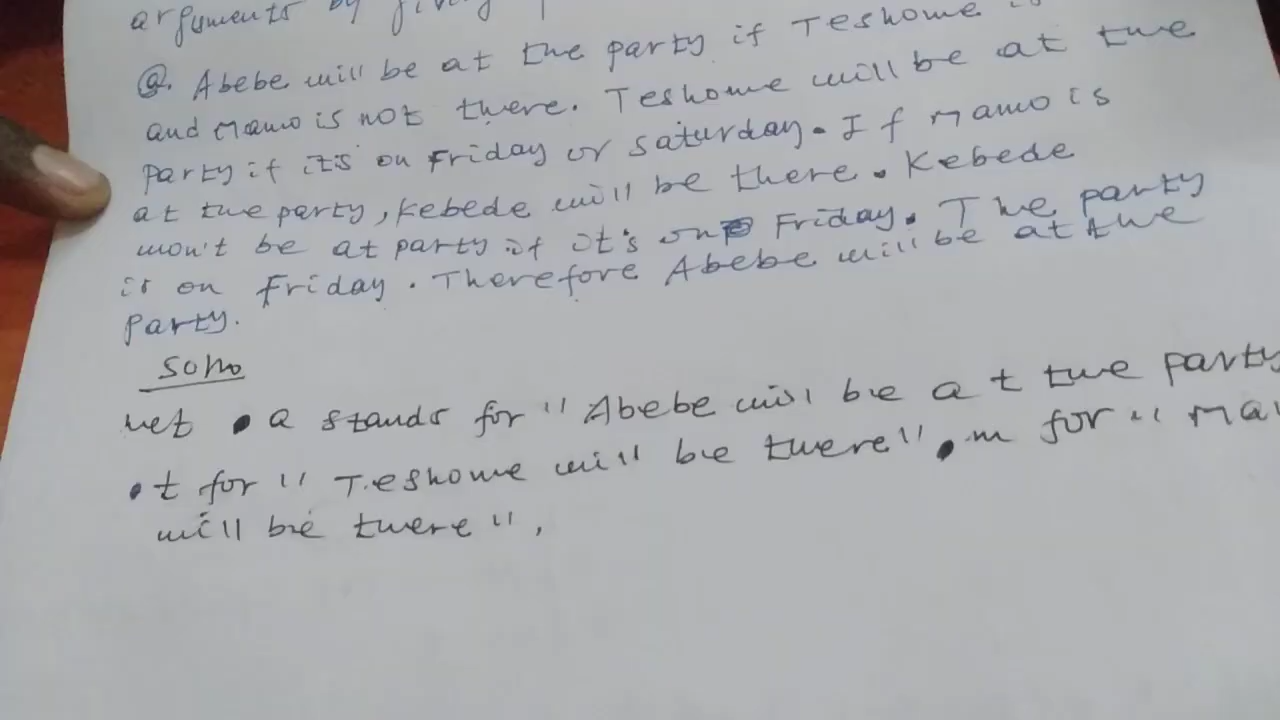 arguments by giving
@. Abebe will be at the party if Teshome is
and Mamo is not there. Teshome will be at the
party if it's on Friday or saturday. If Mamo is
at the party, Kebede will be there. Kebede
won't be at party if it's on Friday. The party
is on Friday. Therefore Abebe will be at the
party.
soln
Let • a stands for "Abebe will be at the party
• t for "Teshome will be there", • m for "Ma
will be there",